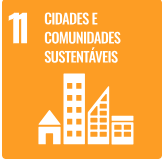 11 CIDADES E
COMUNIDADES
SUSTENTÁVEIS